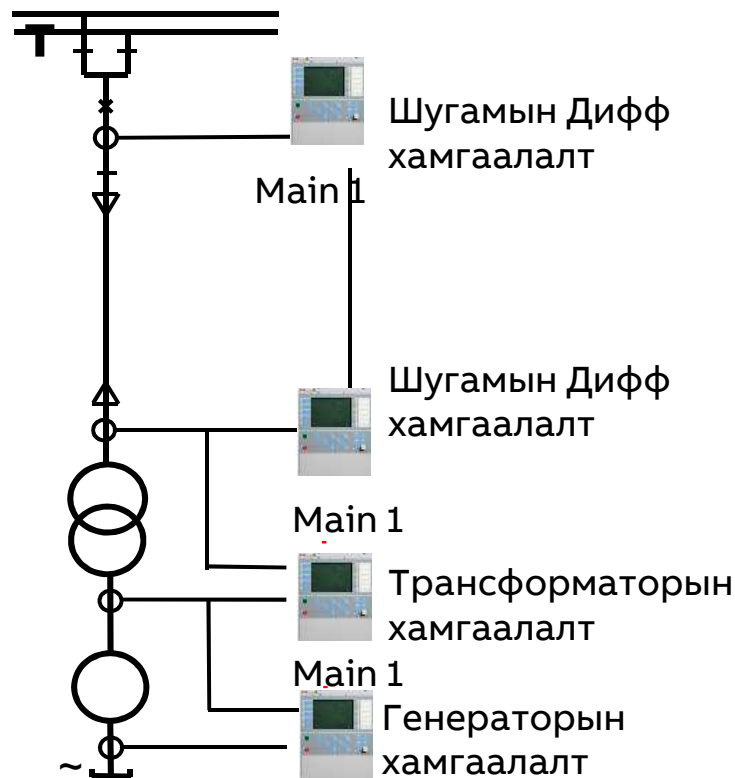 Шугамын Дифф
хамгаалалт
Main 1
Шугамын Дифф
хамгаалалт
Main 1
Трансформаторын
хамгаалалт
Main 1
Генераторын
хамгаалалт
~